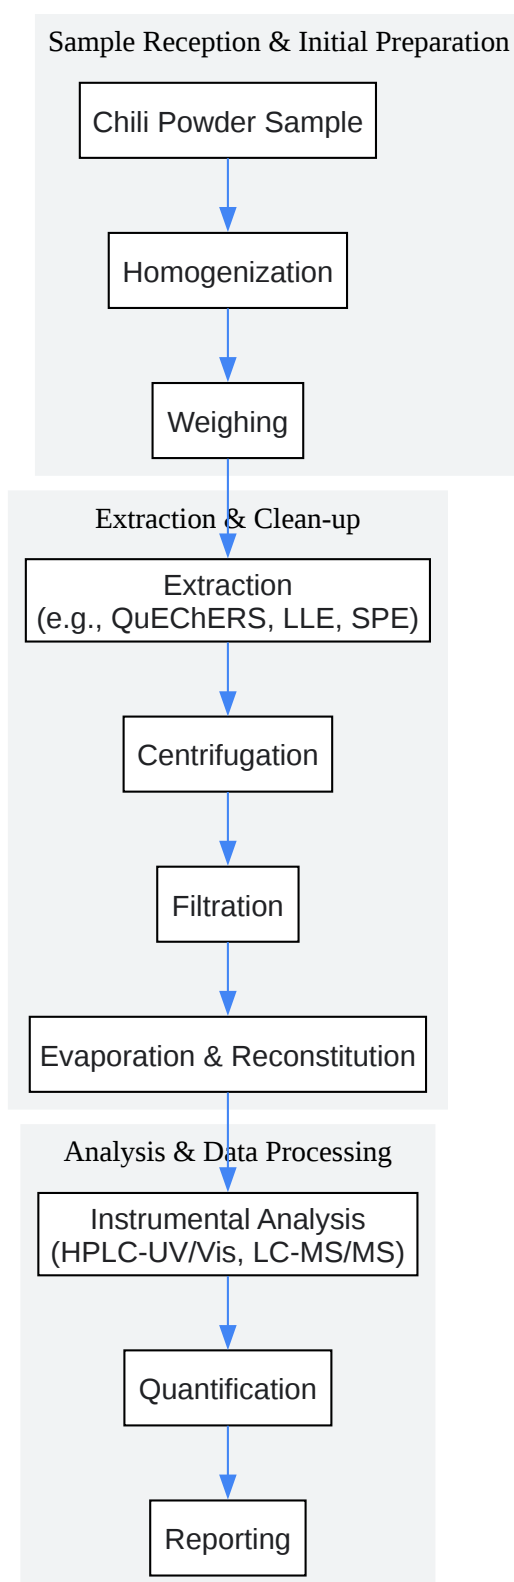 Sample Reception & Initial Preparation
Chili Powder Sample
Homogenization
Weighing
Extraction & Clean-up
Extraction
(e.g., QuEChERS, LLE, SPE)
Centrifugation
Filtration
Evaporation & Reconstitution
Analysis & Data Processing
Instrumental Analysis
(HPLC-UV/Vis, LC-MS/MS)
Quantification
Reporting